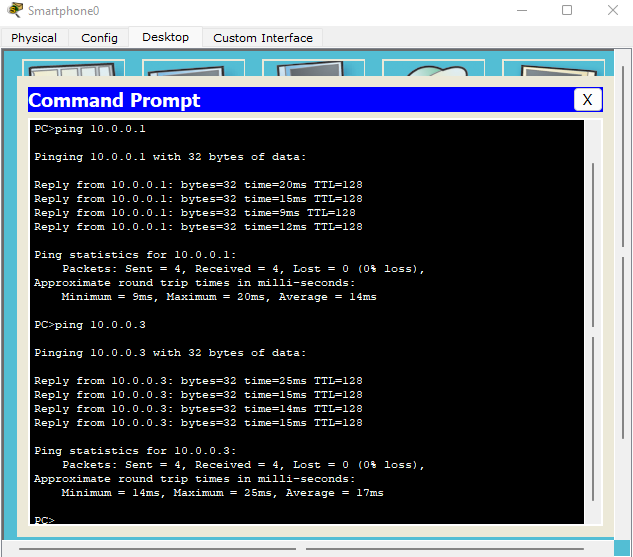 Smartphone0
Physical Config Desktop Custom Interface
Command Prompt X
PC>ping 10.0.0.1
Pinging 10.0.0.1 with 32 bytes of data:
Reply from 10.0.0.1: bytes=32 time=20ms TTL=128
Reply from 10.0.0.1: bytes=32 time=15ms TTL=128
Reply from 10.0.0.1: bytes=32 time=9ms TTL=128
Reply from 10.0.0.1: bytes=32 time=12ms TTL=128
Ping statistics for 10.0.0.1:
Packets: Sent = 4, Received = 4, Lost = 0 (0% loss),
Approximate round trip times in milli-seconds:
Minimum = 9ms, Maximum = 20ms, Average = 14ms
PC>ping 10.0.0.3
Pinging 10.0.0.3 with 32 bytes of data:
Reply from 10.0.0.3: bytes=32 time=25ms TTL=128
Reply from 10.0.0.3: bytes=32 time=15ms TTL=128
Reply from 10.0.0.3: bytes=32 time=14ms TTL=128
Reply from 10.0.0.3: bytes=32 time=15ms TTL=128
Ping statistics for 10.0.0.3:
Packets: Sent = 4, Received = 4, Lost = 0 (0% loss),
Approximate round trip times in milli-seconds:
Minimum = 14ms, Maximum = 25ms, Average = 17ms
PC>